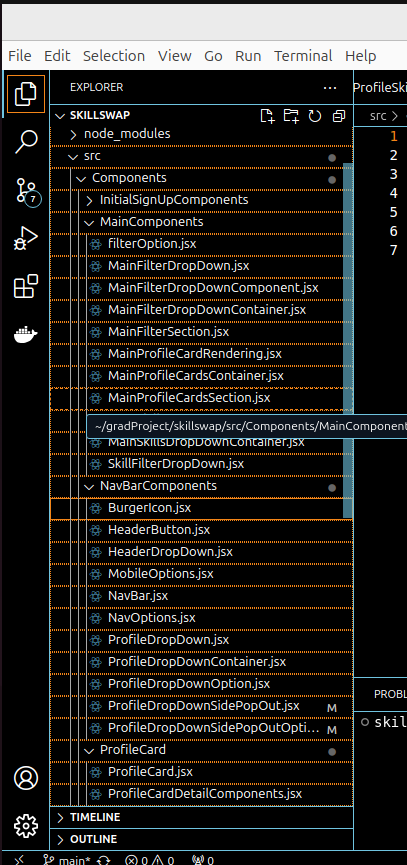 File Edit Selection View Go Run Terminal Help
EXPLORER ... ProfileSki
SKILLSWAP
node_modules src
src 1
Components 2
InitialSignUpComponents 3
MainComponents 4
filterOption.jsx 5
MainFilterDropDown.jsx 6
MainFilterDropDownComponent.jsx 7
MainFilterDropDownContainer.jsx
MainFilterSection.jsx
MainProfileCardRendering.jsx
MainProfileCardsContainer.jsx
MainProfileCardsSection.jsx
~/gradProject/skillswap/src/Components/MainComponent
MainSkillsDropDownContainer.jsx
SkillFilterDropDown.jsx
NavBarComponents
BurgerIcon.jsx
HeaderButton.jsx
HeaderDropDown.jsx
MobileOptions.jsx
NavBar.jsx
NavOptions.jsx
ProfileDropDown.jsx
ProfileDropDownContainer.jsx
ProfileDropDownOption.jsx
ProfileDropDownSidePopOut.jsx M
ProfileDropDownSidePopOutOpti... M
ProfileCard
ProfileCard.jsx
ProfileCardDetailComponents.jsx
TIMELINE
OUTLINE
7
PROBL
skil
main* 0 0 0